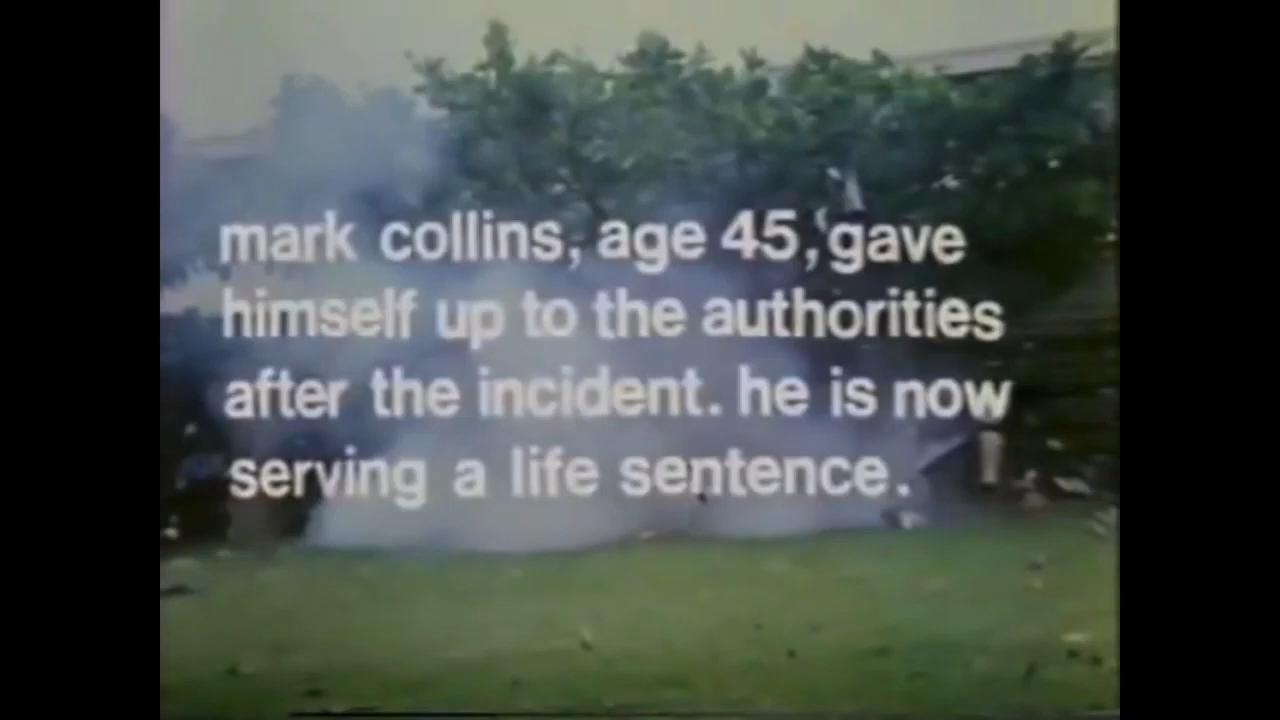 mark collins, age 45, gave
himself up to the authorities
after the incident. he is now
serving a life sentence.